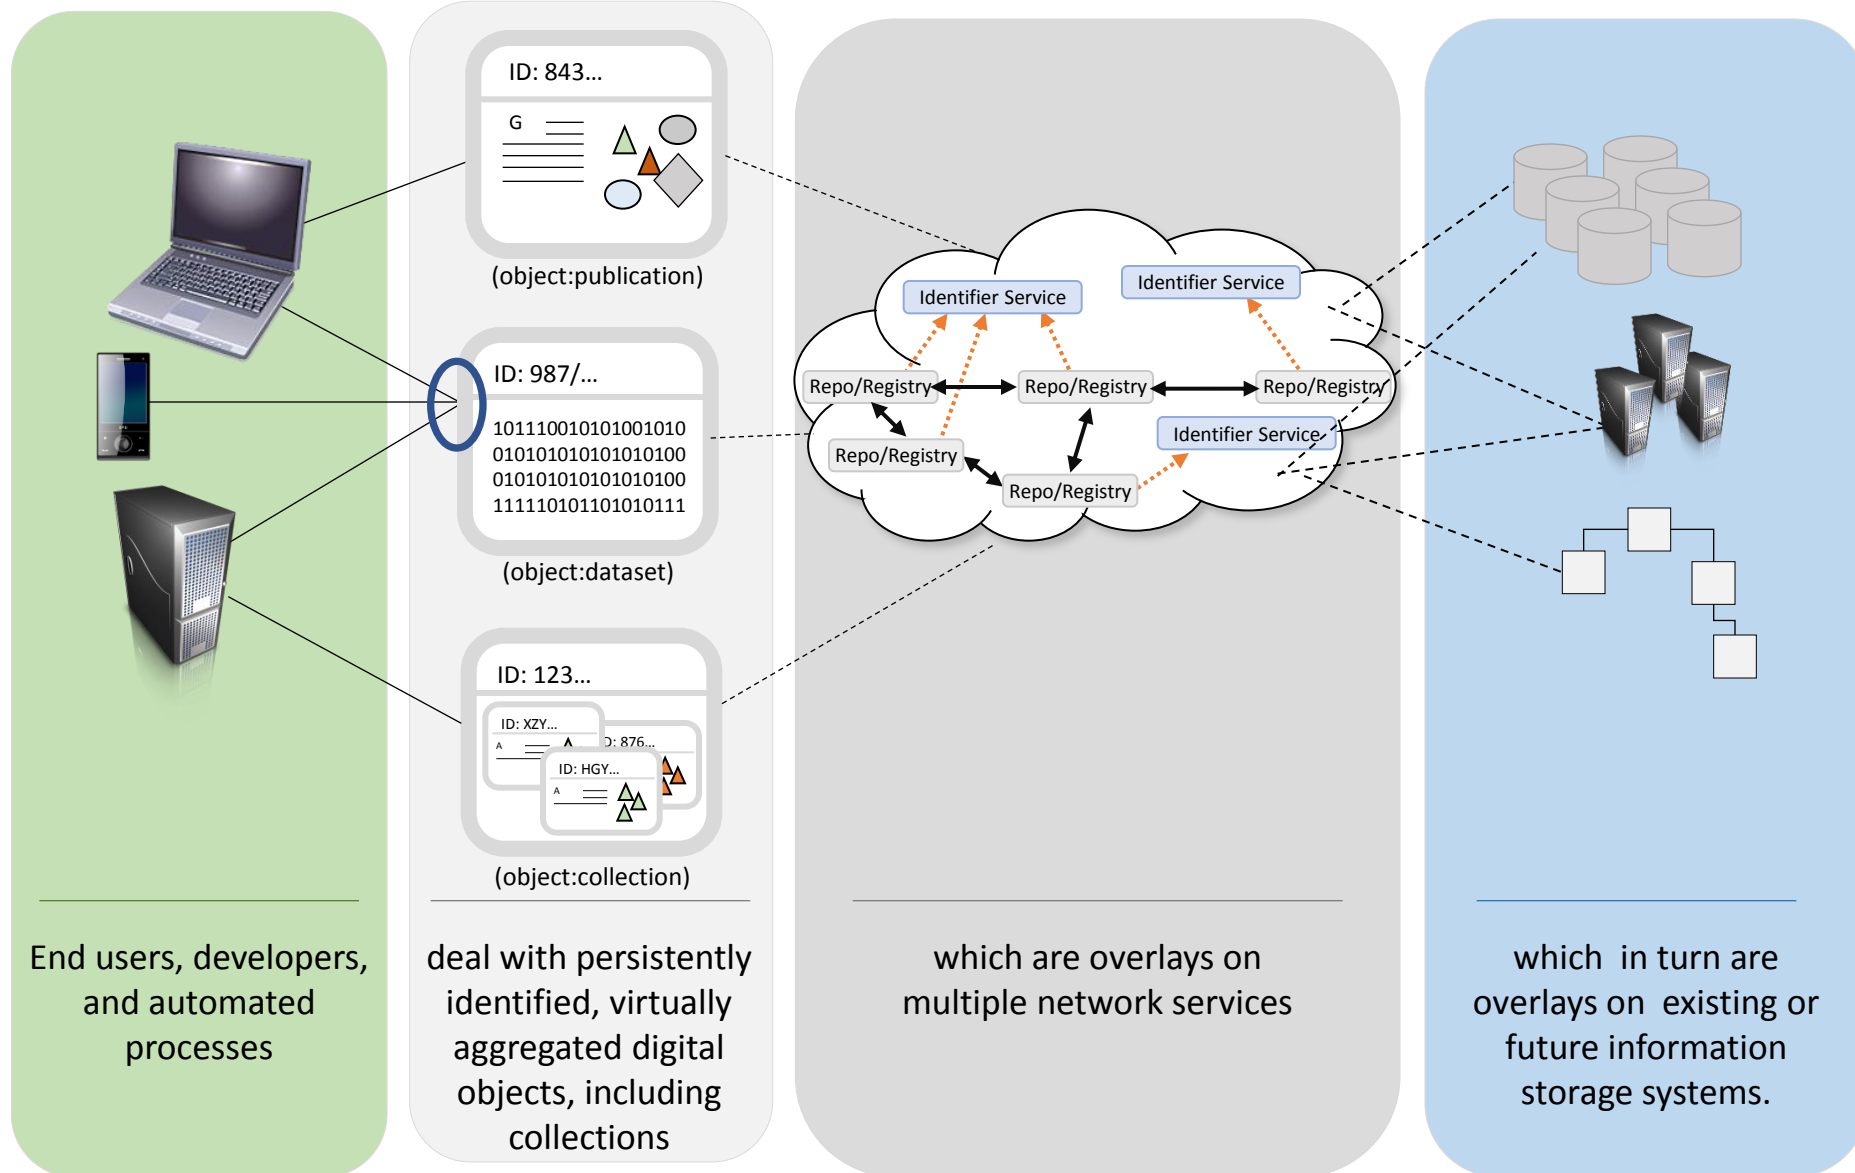 ID: 843...
G
(object:publication)
ID: 987/...
101110010101001010
010101010101010100
010101010101010100
111110101101010111
(object:dataset)
ID: 123...
ID: XZY...
A
ID: 876...
ID: HGY...
A
(object:collection)
Identifier Service
Identifier Service
Repo/Registry
Repo/Registry
Repo/Registry
Identifier Service
Repo/Registry
Repo/Registry
End users, developers,
and automated
processes
deal with persistently
identified, virtually
aggregated digital
objects, including
collections
which are overlays on
multiple network services
which in turn are
overlays on existing or
future information
storage systems.